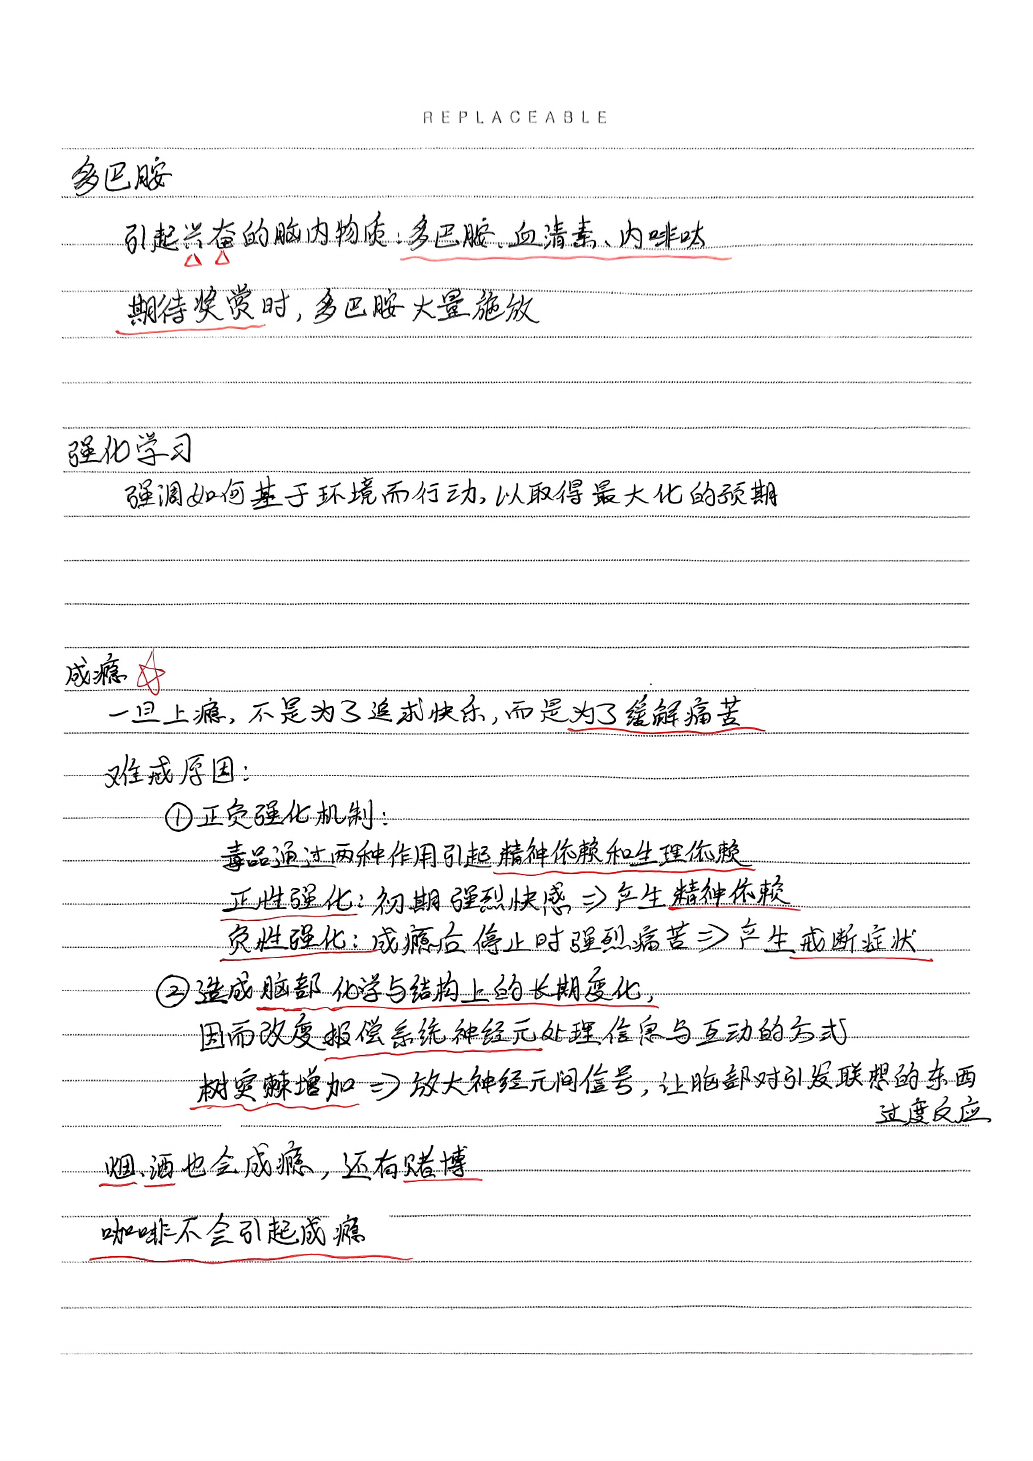 REPLACEABLE
多巴胺
引起兴奋的脑内物质:多巴胺、血清素、内啡呔
期待奖赏时,多巴胺大量施放
强化学习
强调如何基于环境而行动,以取得最大化的预期
成瘾
一旦上瘾,不是为了追求快乐,而是为了缓解痛苦
难戒原因:
①正负强化机制:
毒品通过两种作用引起精神依赖和生理依赖
正性强化:初期强烈快感⇒产生精神依赖
负性强化:成瘾后停止时强烈痛苦⇒产生戒断症状
②造成脑部化学与结构上的长期变化,
因而改变报偿系统神经元处理信息与互动的方式
树突棘增加⇒放大神经元间信号,让脑部对引发联想的东西
过度反应
烟、酒也会成瘾,还有赌博
咖啡不会引起成瘾